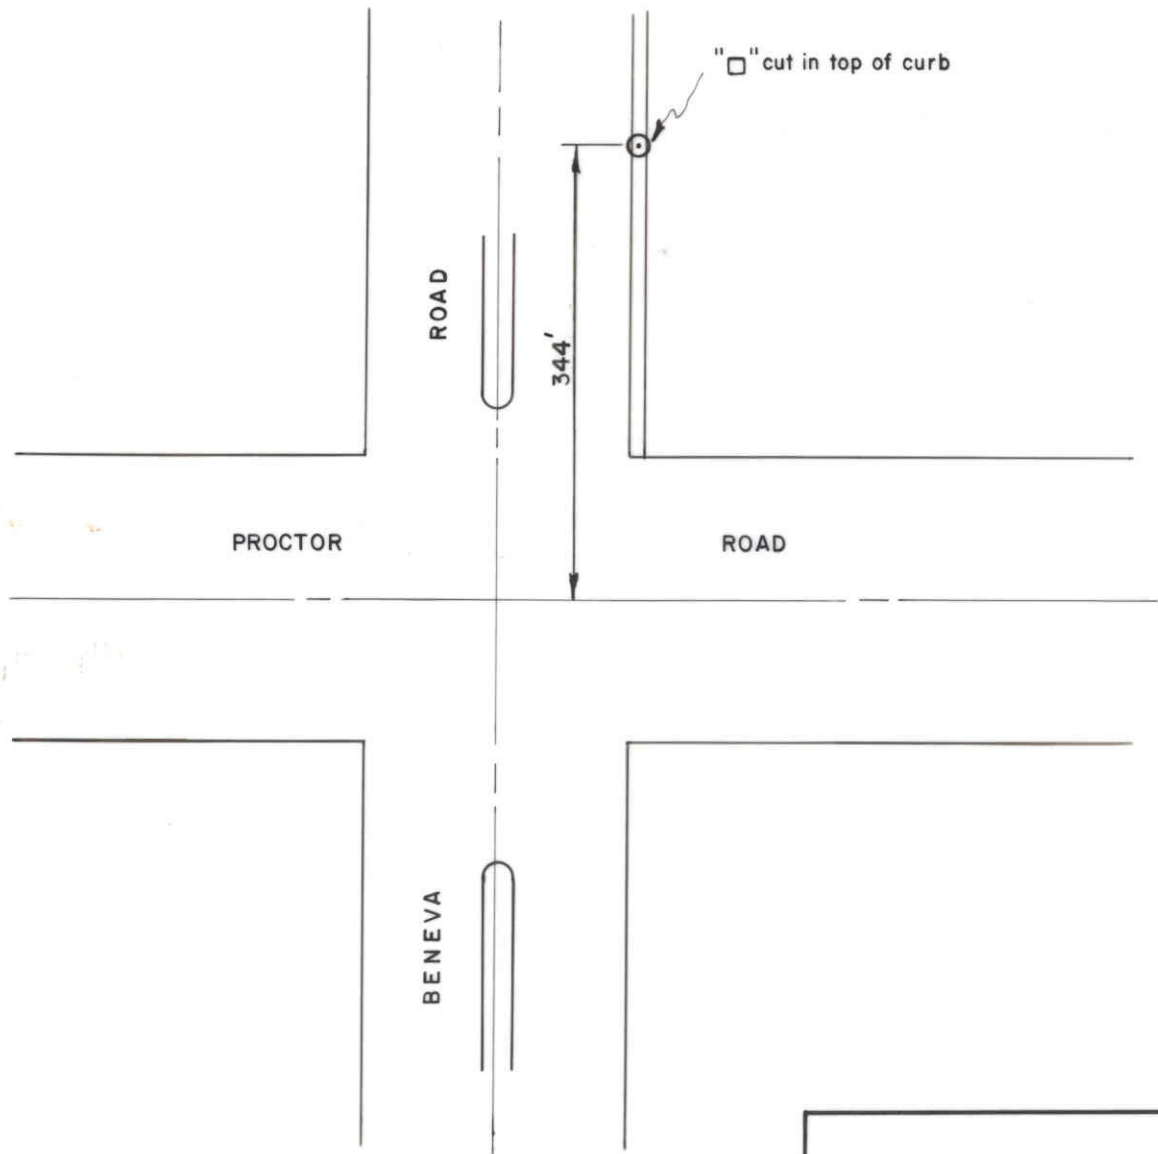 "□" cut in top of curb
ROAD
344'
PROCTOR
ROAD
BENEVA